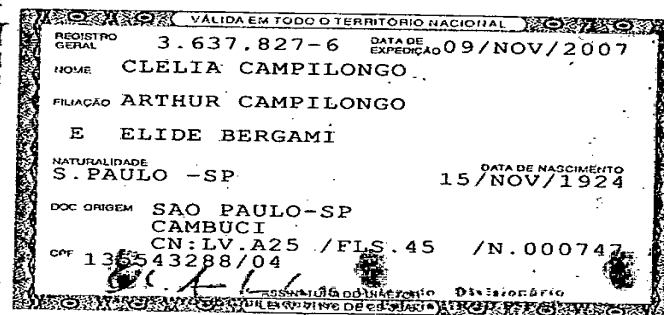 VÁLIDA EM TODO O TERRITÓRIO NACIONAL
REGISTRO GERAL 3.637.827-6 DATA DE EXPEDIÇÃO 09/NOV/2007
NOME CLELIA CAMPILONGO
FILIAÇÃO ARTHUR CAMPILONGO
E ELIDE BERGAMI
NATURALIDADE DATA DE NASCIMENTO
S.PAULO -SP 15/NOV/1924
DOC ORIGEM SAO PAULO-SP
CAMBUCI
CN:LV.A25 /FLS.45 /N.000747
CPF 136543288/04
ASSINATURA DO DIRETOR Divisionário